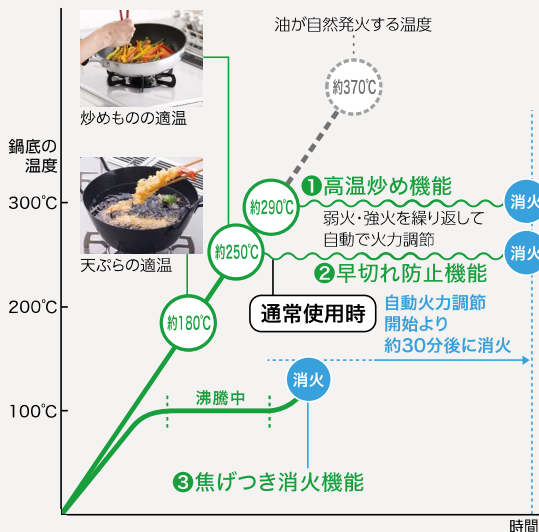 油が自然発火する温度
約370℃
炒めものの適温
鍋底の
温度
❶高温炒め機能
約290℃
消火
300℃
弱火・強火を繰り返して
自動で火力調節
約250℃
消火
天ぷらの適温
❷早切れ防止機能
200℃
約180℃
通常使用時
自動火力調節
開始より
約30分後に消火
消火
沸騰中
100℃
❸焦げつき消火機能
時間